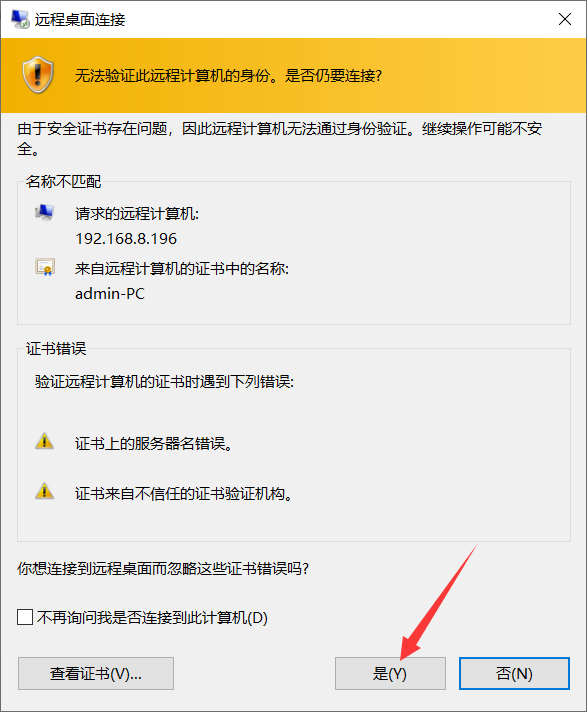 远程桌面连接
无法验证此远程计算机的身份。是否仍要连接?
由于安全证书存在问题，因此远程计算机无法通过身份验证。继续操作可能不安
全。
名称不匹配
请求的远程计算机:
192.168.8.196
来自远程计算机的证书中的名称:
admin-PC
证书错误
验证远程计算机的证书时遇到下列错误:
证书上的服务器名错误。
证书来自不信任的证书验证机构。
你想连接到远程桌面而忽略这些证书错误吗?
不再询问我是否连接到此计算机(D)
查看证书(V)... 是(Y) 否(N)